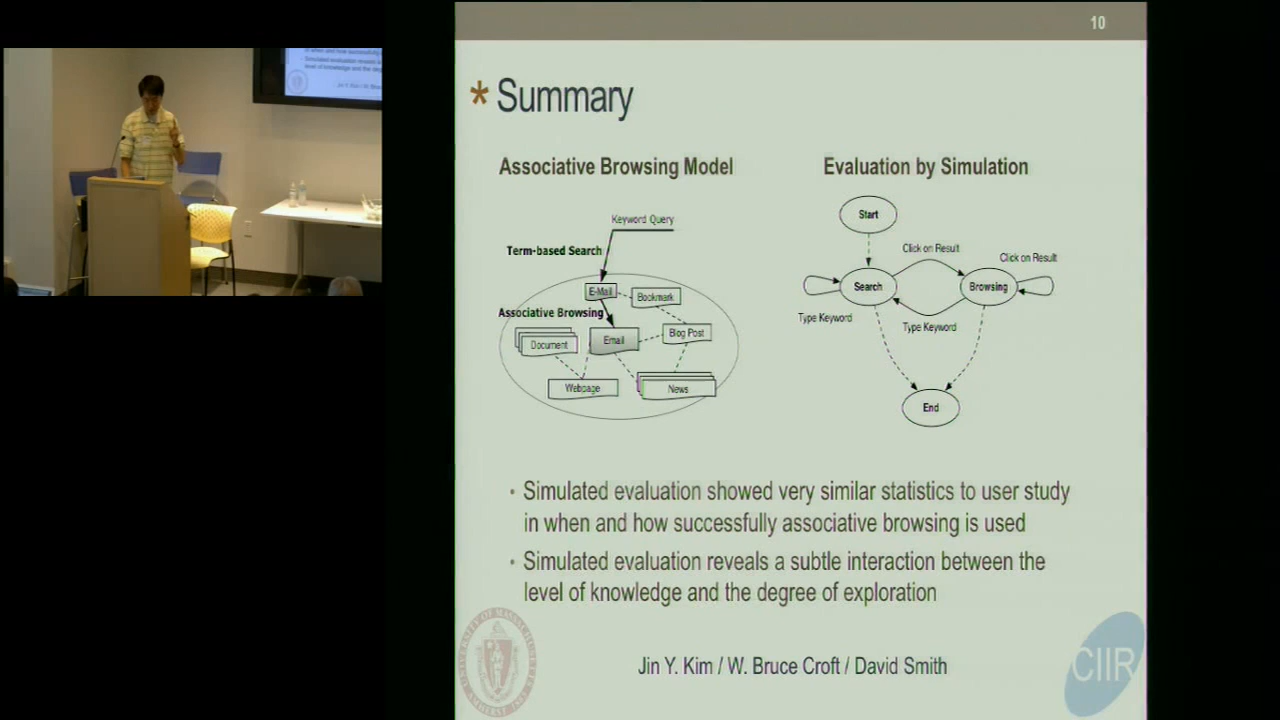 10
* Summary
Associative Browsing Model
Evaluation by Simulation
Keyword Query
Term-based Search
E-Mail
Bookmark
Associative Browsing
Document
Email
Blog Post
Webpage
News
Start
Click on Result
Click on Result
Search
Browsing
Type Keyword
Type Keyword
End
• Simulated evaluation showed very similar statistics to user study
in when and how successfully associative browsing is used
• Simulated evaluation reveals a subtle interaction between the
level of knowledge and the degree of exploration
Jin Y. Kim / W. Bruce Croft / David Smith
CIIR